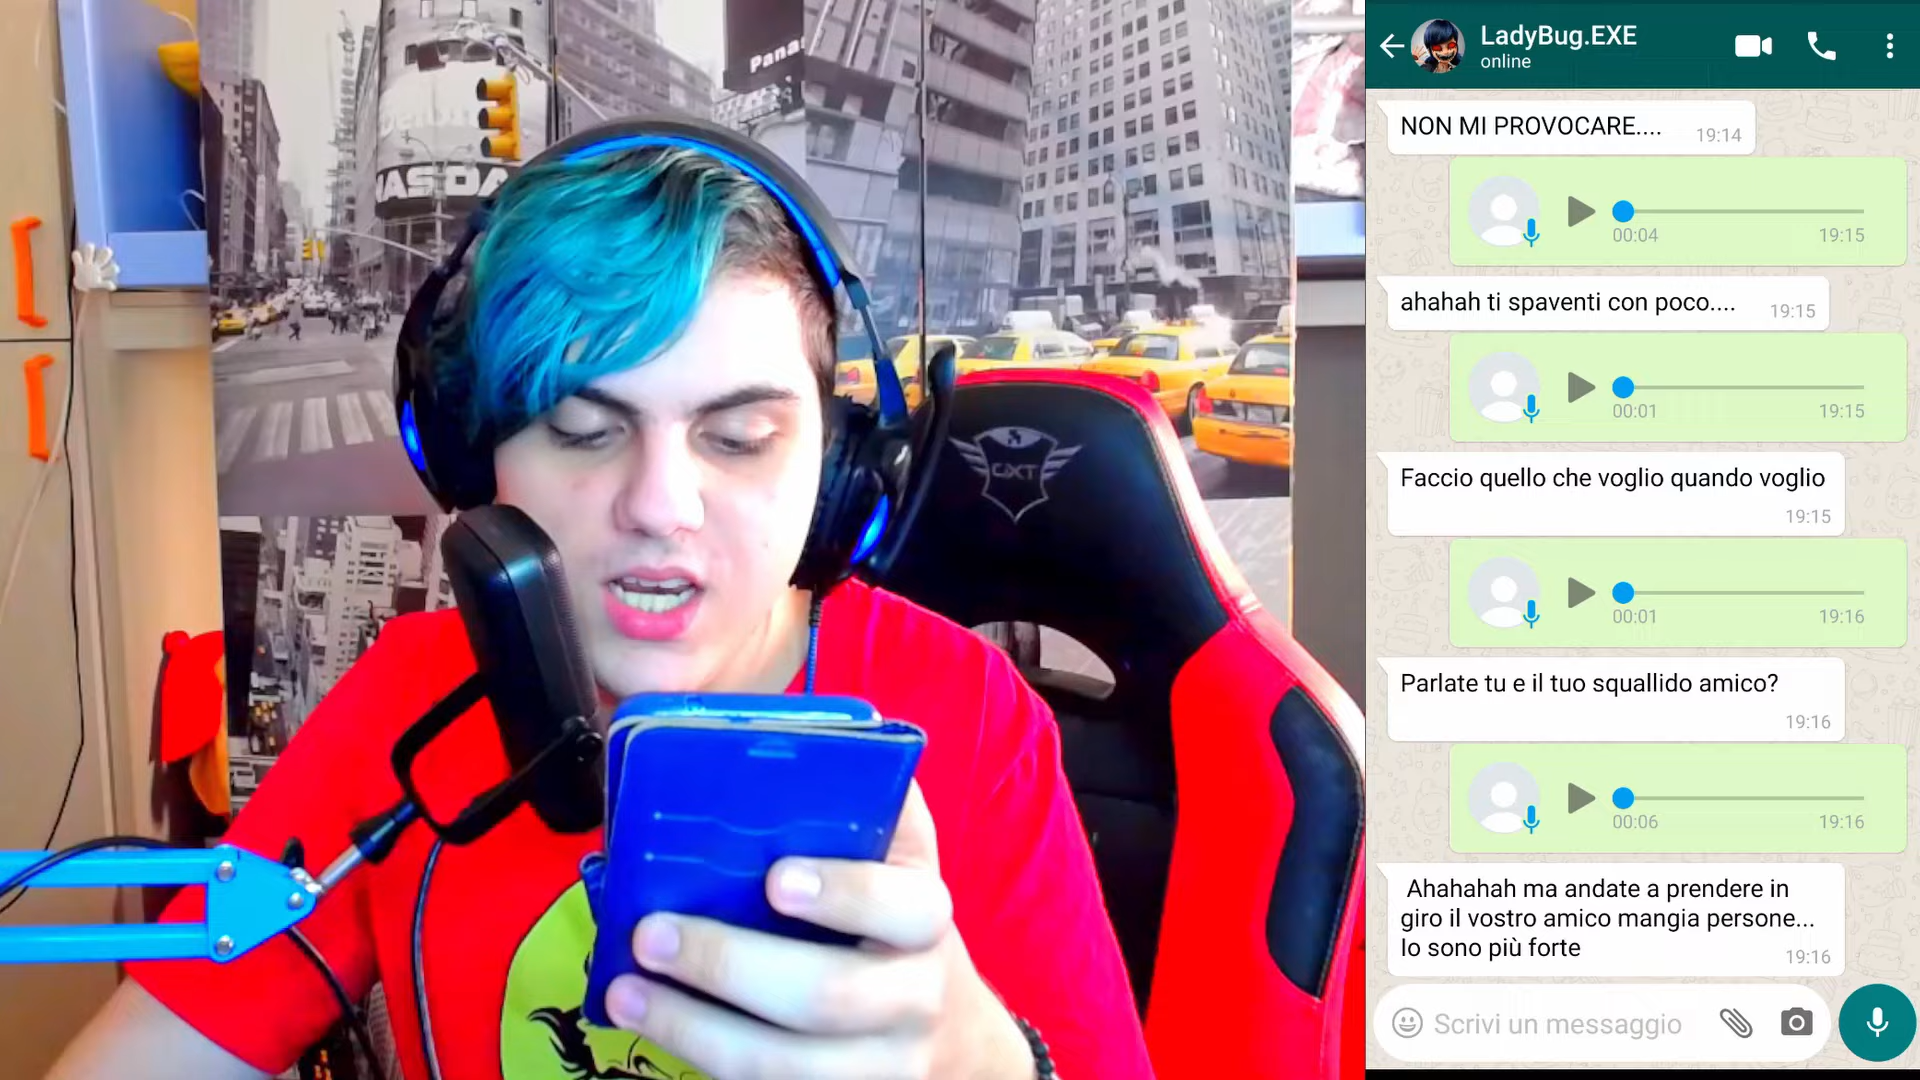 Pana
NASDA
GXT
LadyBug.EXE
online
NON MI PROVOCARE....
19:14
00:04
19:15
ahahah ti spaventi con poco....
19:15
00:01
19:15
Faccio quello che voglio quando voglio
19:15
00:01
19:16
Parlate tu e il tuo squallido amico?
19:16
00:06
19:16
Ahahahah ma andate a prendere in
giro il vostro amico mangia persone...
Io sono più forte
19:16
Scrivi un messaggio